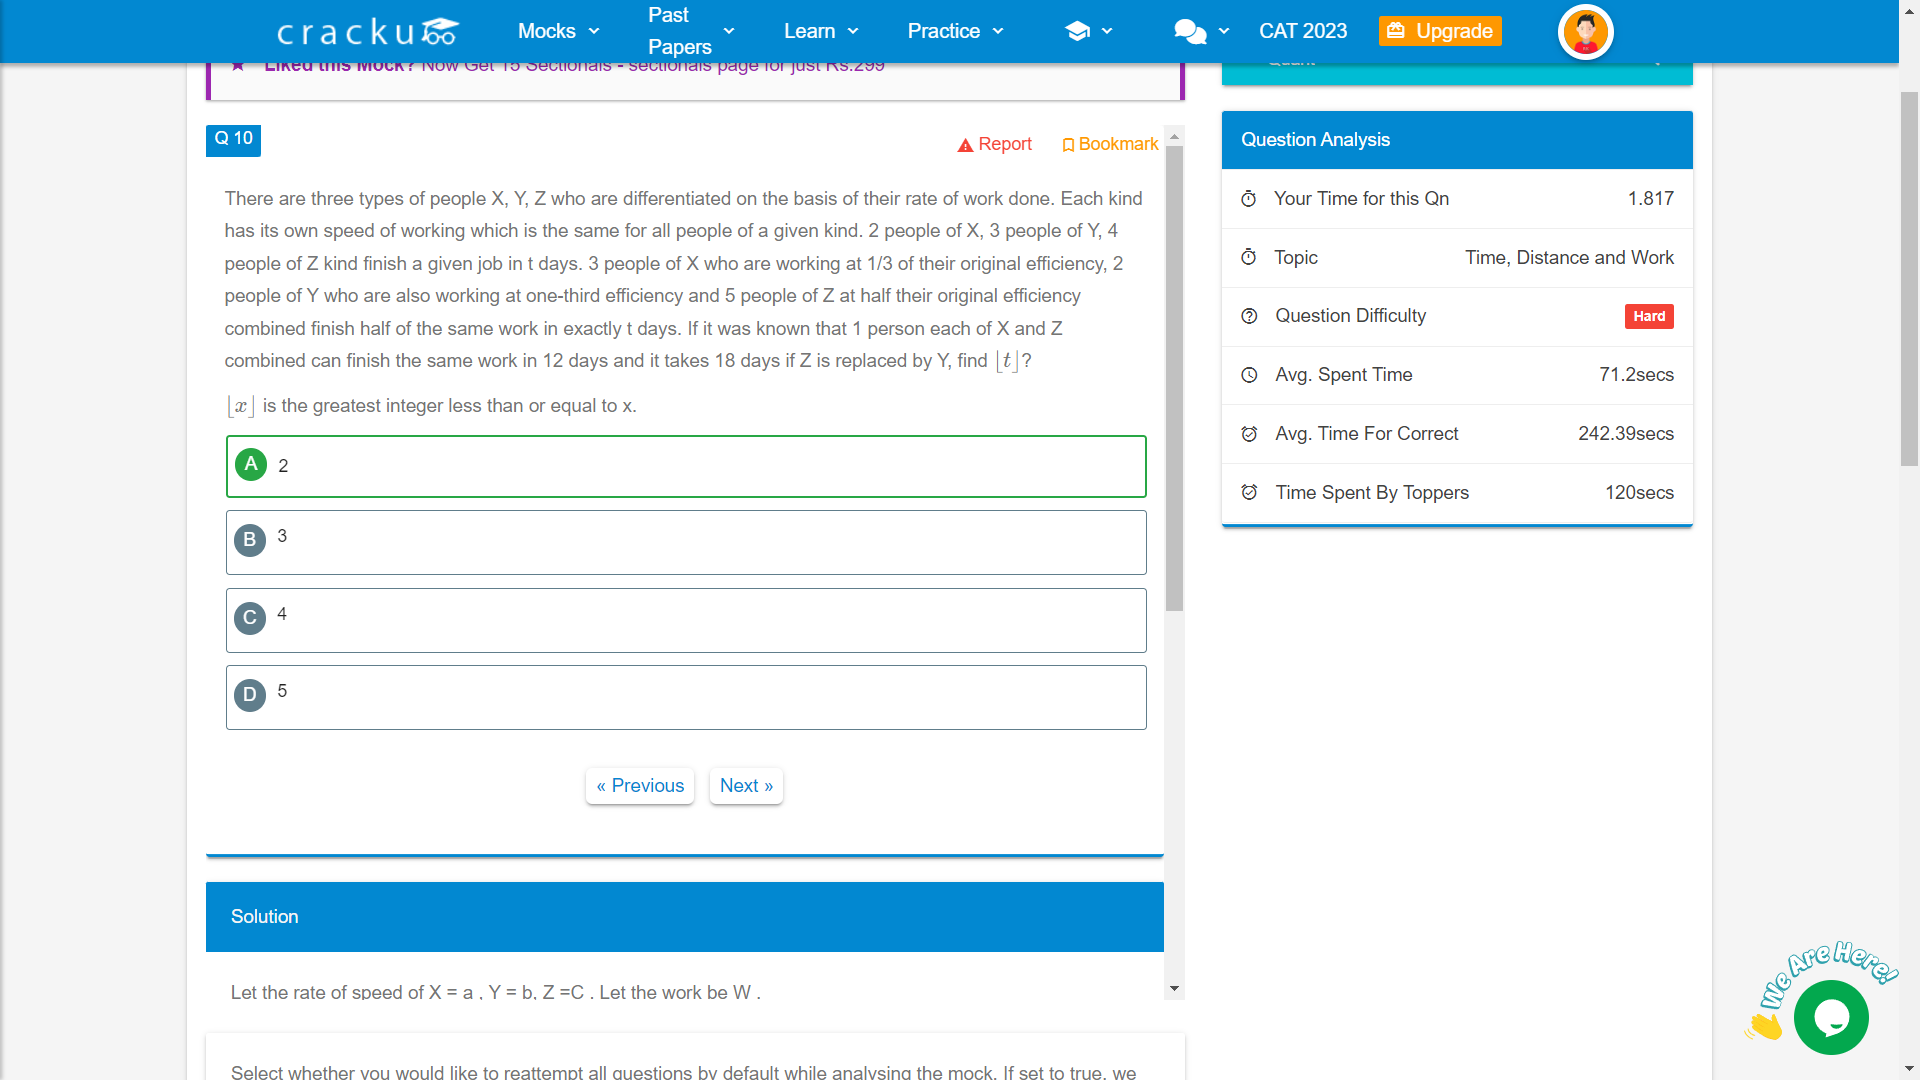 cracku
Mocks
Past Papers
Learn
Practice
CAT 2023
Upgrade
Liked this Mock? Now Get 15 Sectionals - sectionals page for just Rs.299
Quant
Q 10
Report
Bookmark
There are three types of people X, Y, Z who are differentiated on the basis of their rate of work done. Each kind
has its own speed of working which is the same for all people of a given kind. 2 people of X, 3 people of Y, 4
people of Z kind finish a given job in t days. 3 people of X who are working at 1/3 of their original efficiency, 2
people of Y who are also working at one-third efficiency and 5 people of Z at half their original efficiency
combined finish half of the same work in exactly t days. If it was known that 1 person each of X and Z
combined can finish the same work in 12 days and it takes 18 days if Z is replaced by Y, find ⌊t⌋?
⌊x⌋ is the greatest integer less than or equal to x.
A 2
B 3
C 4
D 5
« Previous
Next »
Solution
Let the rate of speed of X = a , Y = b, Z =C . Let the work be W .
Select whether you would like to reattempt all questions by default while analysing the mock. If set to true, we
Question Analysis
Your Time for this Qn 1.817
Topic Time, Distance and Work
Question Difficulty Hard
Avg. Spent Time 71.2secs
Avg. Time For Correct 242.39secs
Time Spent By Toppers 120secs
We Are Here!